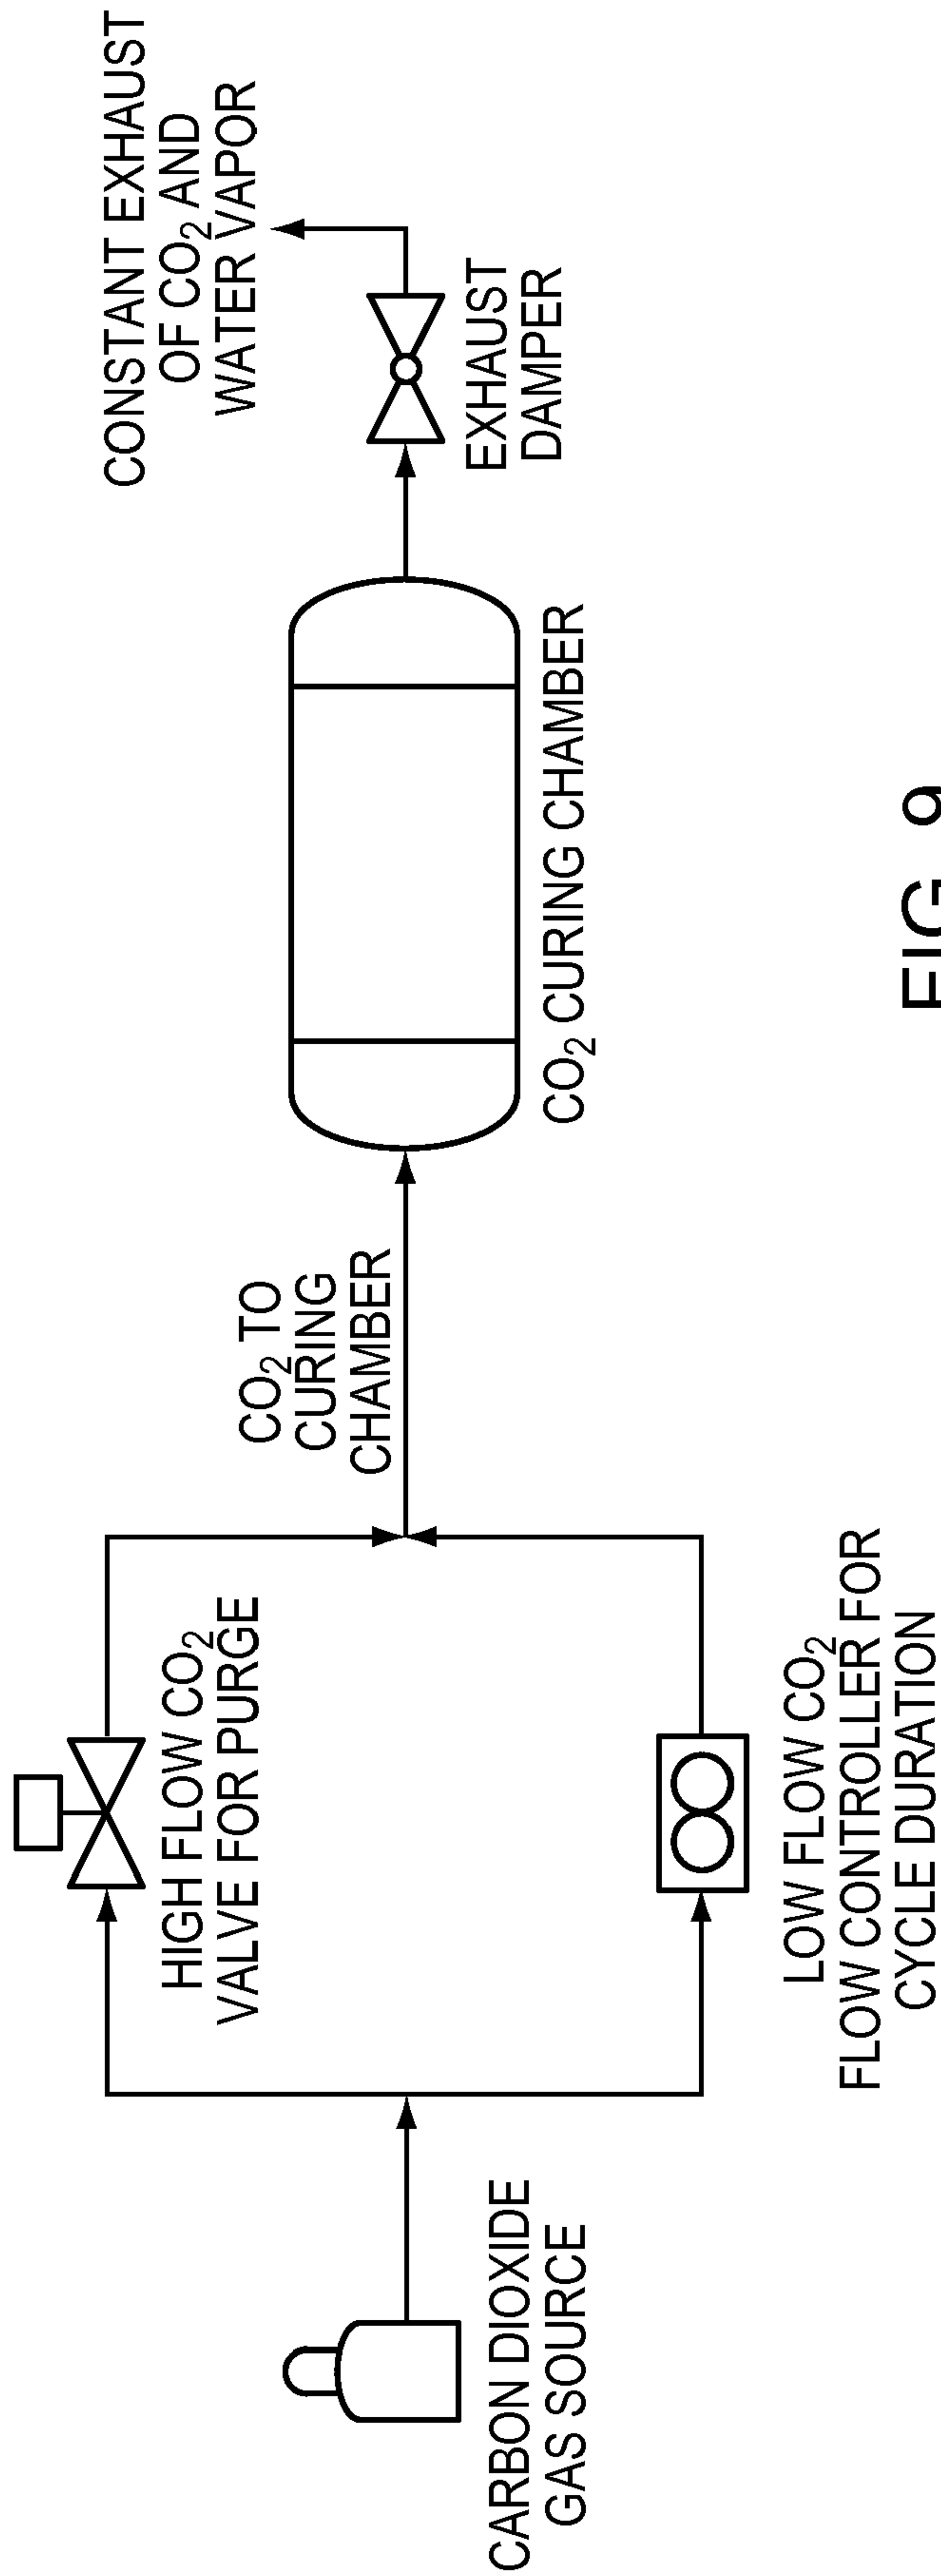 CARBON DIOXIDE
GAS SOURCE
HIGH FLOW CO₂
VALVE FOR PURGE
LOW FLOW CO₂
FLOW CONTROLLER FOR
CYCLE DURATION
CO₂ TO
CURING
CHAMBER
CO₂ CURING CHAMBER
EXHAUST
DAMPER
CONSTANT EXHAUST
OF CO₂ AND
WATER VAPOR
FIG. 9